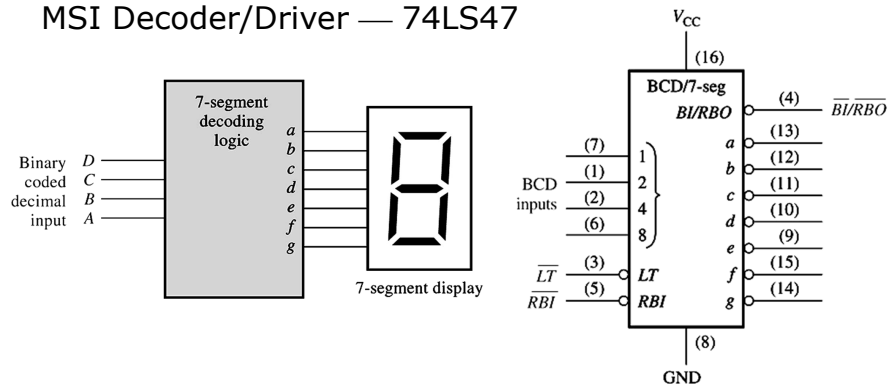 MSI Decoder/Driver — 74LS47
7-segment
decoding
logic
Binary
coded
decimal
input
D
C
B
A
a
b
c
d
e
f
g
7-segment display
VCC
(16)
BCD/7-seg
BI/RBO
(4)
BI/RBO
BCD
inputs
(7)
1
(1)
2
(2)
4
(6)
8
LT
(3)
LT
RBI
(5)
RBI
a
(13)
b
(12)
c
(11)
d
(10)
e
(9)
f
(15)
g
(14)
(8)
GND